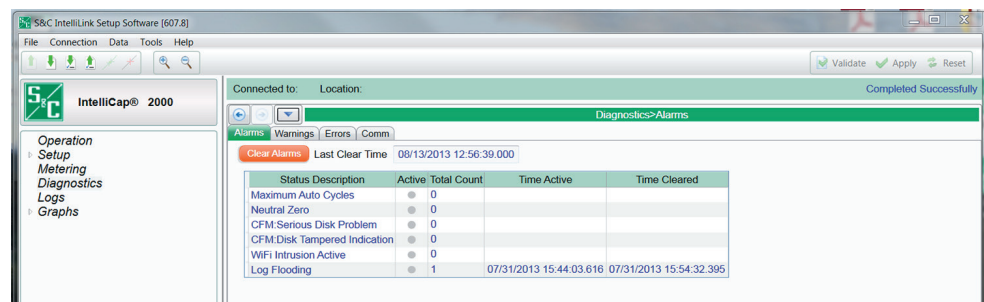 S&C IntelliLink Setup Software [607.8]
File Connection Data Tools Help
Validate Apply Reset
S&C IntelliCap® 2000
Connected to: Location: Completed Successfully
Diagnostics>Alarms
Alarms Warnings Errors Comm
Operation
Setup
Metering
Diagnostics
Logs
Graphs
Clear Alarms Last Clear Time 08/13/2013 12:56:39.000
Status Description Active Total Count Time Active Time Cleared
Maximum Auto Cycles 0
Neutral Zero 0
CFM:Serious Disk Problem 0
CFM:Disk Tampered Indication 0
WiFi Intrusion Active 0
Log Flooding 1 07/31/2013 15:44:03.616 07/31/2013 15:54:32.395